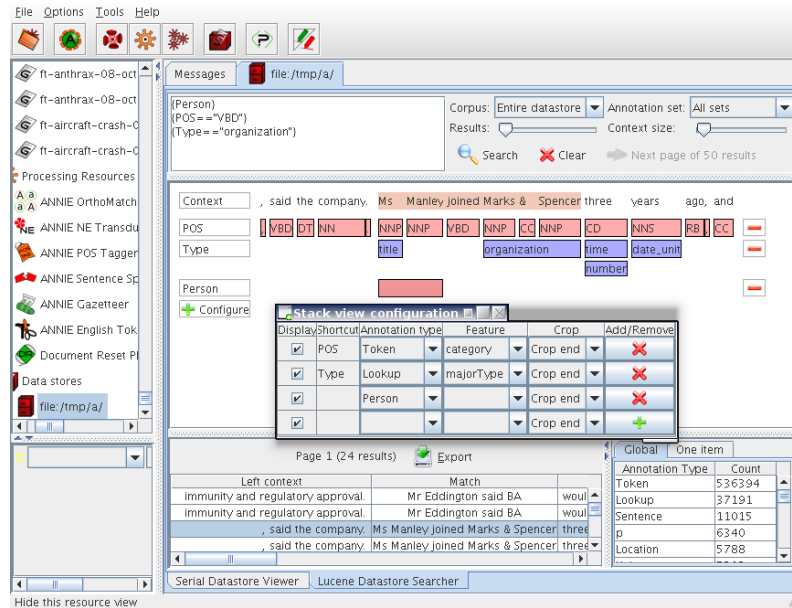 File Options Tools Help
ft-anthrax-08-oct
ft-anthrax-08-oct
ft-aircraft-crash-0
ft-aircraft-crash-0
Processing Resources
ANNIE OrthoMatch
ANNIE NE Transdu
ANNIE POS Tagger
ANNIE Sentence Sp
ANNIE Gazetteer
ANNIE English Tok
Document Reset P
Data stores
file:/tmp/a/
Messages file:/tmp/a/
{Person}
{POS=="VBD"}
{Type=="organization"}
Corpus: Entire datastore Annotation set: All sets
Results: Context size:
Search Clear Next page of 50 results
Context , said the company. Ms Manley joined Marks & Spencer three years ago, and
POS , VBD DT NN NNP NNP VBD NNP CC NNP CD NNS RB , CC
Type title organization time date_unit
number
Person
Configure
Stack view configuration
Display Shortcut Annotation type Feature Crop Add/Remove
POS Token category Crop end
Type Lookup majorType Crop end
Person Crop end
Crop end
Page 1 (24 results) Export
Left context Match
immunity and regulatory approval. Mr Eddington said BA woul
immunity and regulatory approval. Mr Eddington said BA woul
, said the company. Ms Manley joined Marks & Spencer three
, said the company. Ms Manley joined Marks & Spencer three
Global One item
Annotation Type Count
Token 536394
Lookup 37191
Sentence 11015
p 6340
Location 5788
Serial Datastore Viewer Lucene Datastore Searcher
Hide this resource view